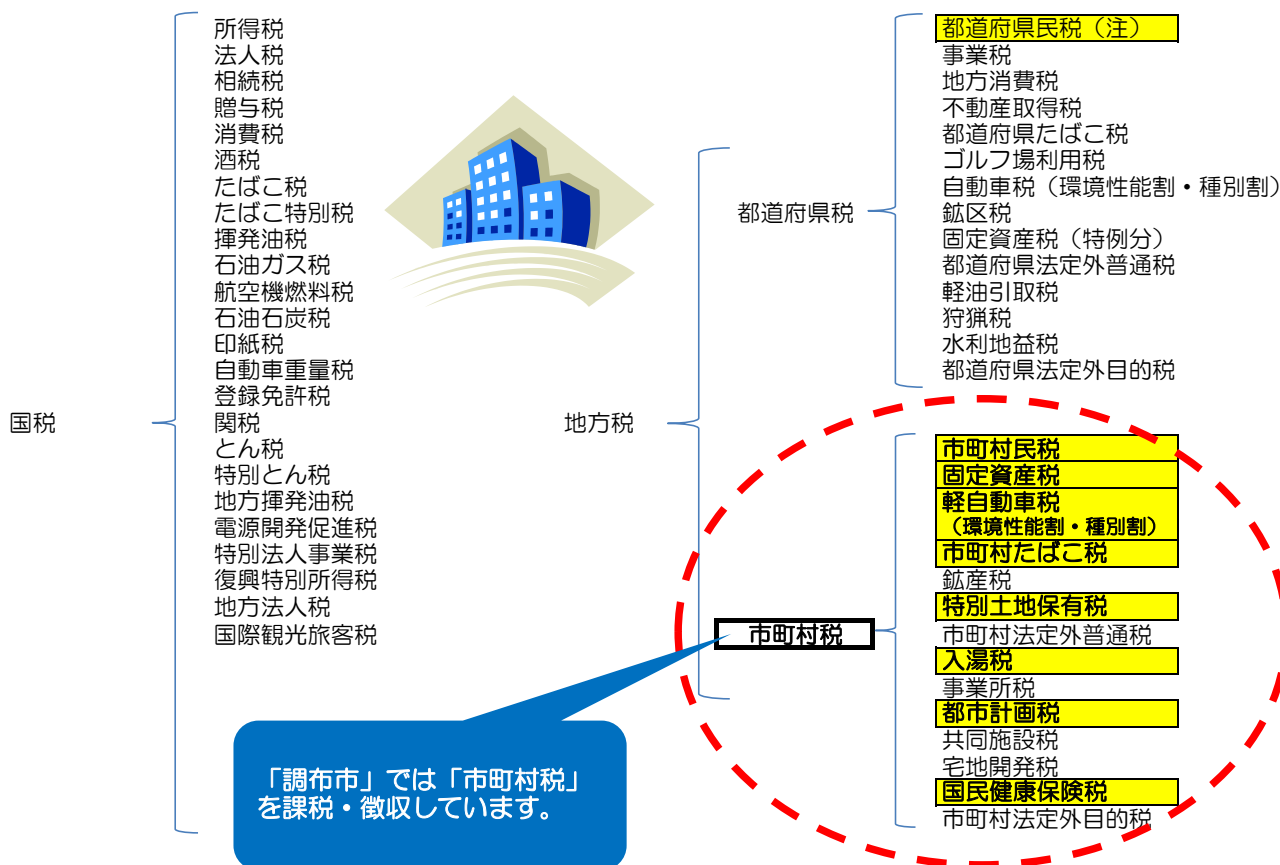 国税
所得税
法人税
相続税
贈与税
消費税
酒税
たばこ税
たばこ特別税
揮発油税
石油ガス税
航空機燃料税
石油石炭税
印紙税
自動車重量税
登録免許税
関税
とん税
特別とん税
地方揮発油税
電源開発促進税
特別法人事業税
復興特別所得税
地方法人税
国際観光旅客税
地方税
都道府県税
都道府県民税（注）
事業税
地方消費税
不動産取得税
都道府県たばこ税
ゴルフ場利用税
自動車税（環境性能割・種別割）
鉱区税
固定資産税（特例分）
都道府県法定外普通税
軽油引取税
狩猟税
水利地益税
都道府県法定外目的税
市町村税
市町村民税
固定資産税
軽自動車税
（環境性能割・種別割）
市町村たばこ税
鉱産税
特別土地保有税
市町村法定外普通税
入湯税
事業所税
都市計画税
共同施設税
宅地開発税
国民健康保険税
市町村法定外目的税
「調布市」では「市町村税」
を課税・徴収しています。